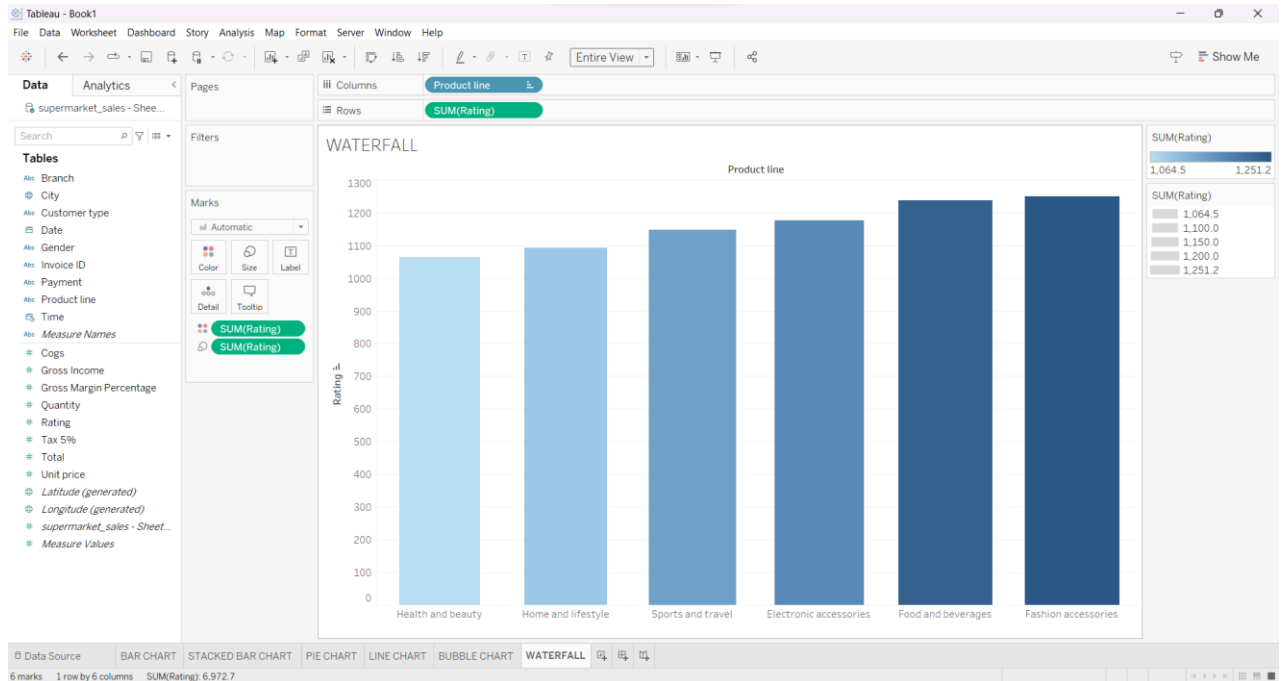 Tableau - Book1
File Data Worksheet Dashboard Story Analysis Map Format Server Window Help
Entire View
Show Me
Data Analytics
supermarket_sales - Shee...
Search
Tables
Abc Branch
City
Abc Customer type
Date
Abc Gender
Abc Invoice ID
Abc Payment
Abc Product line
Time
Abc Measure Names
# Cogs
# Gross Income
# Gross Margin Percentage
# Quantity
# Rating
# Tax 5%
# Total
# Unit price
Latitude (generated)
Longitude (generated)
# supermarket_sales - Sheet...
# Measure Values
Pages
Filters
Marks
Automatic
Color Size Label
Detail Tooltip
SUM(Rating)
SUM(Rating)
Columns Product line
Rows SUM(Rating)
WATERFALL
Product line
Rating
1300
1200
1100
1000
900
800
700
600
500
400
300
200
100
0
Health and beauty Home and lifestyle Sports and travel Electronic accessories Food and beverages Fashion accessories
SUM(Rating)
1,064.5 1,251.2
SUM(Rating)
1,064.5
1,100.0
1,150.0
1,200.0
1,251.2
Data Source BAR CHART STACKED BAR CHART PIE CHART LINE CHART BUBBLE CHART WATERFALL
6 marks 1 row by 6 columns SUM(Rating): 6,972.7